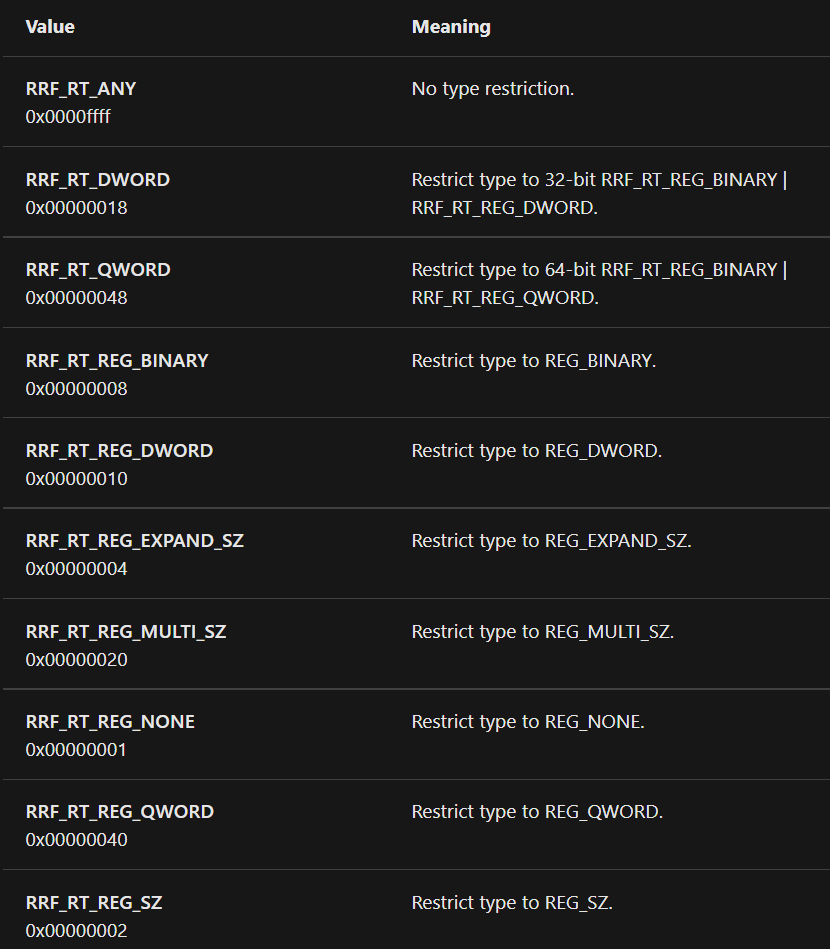 Value Meaning
RRF_RT_ANY No type restriction.
0x0000ffff
RRF_RT_DWORD Restrict type to 32-bit RRF_RT_REG_BINARY |
0x00000018 RRF_RT_REG_DWORD.
RRF_RT_QWORD Restrict type to 64-bit RRF_RT_REG_BINARY |
0x00000048 RRF_RT_REG_QWORD.
RRF_RT_REG_BINARY Restrict type to REG_BINARY.
0x00000008
RRF_RT_REG_DWORD Restrict type to REG_DWORD.
0x00000010
RRF_RT_REG_EXPAND_SZ Restrict type to REG_EXPAND_SZ.
0x00000004
RRF_RT_REG_MULTI_SZ Restrict type to REG_MULTI_SZ.
0x00000020
RRF_RT_REG_NONE Restrict type to REG_NONE.
0x00000001
RRF_RT_REG_QWORD Restrict type to REG_QWORD.
0x00000040
RRF_RT_REG_SZ Restrict type to REG_SZ.
0x00000002